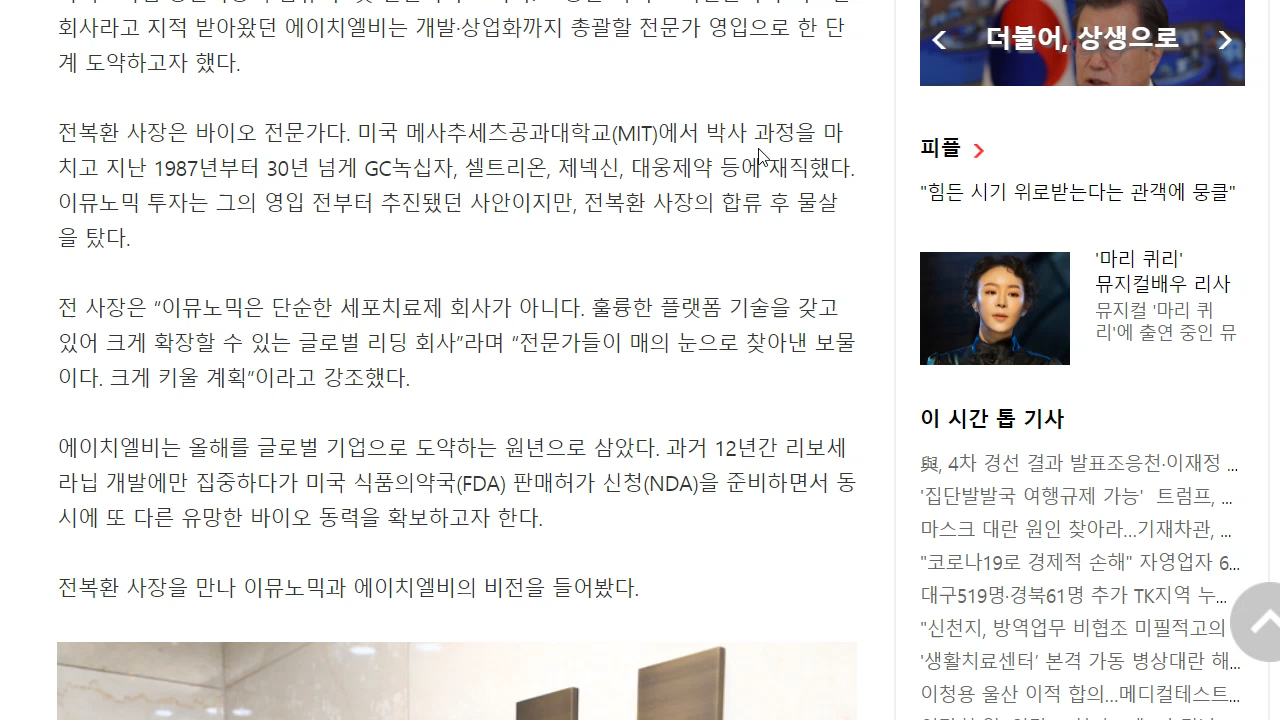 회사라고 지적 받아왔던 에이치엘비는 개발·상업화까지 총괄할 전문가 영입으로 한 단
계 도약하고자 했다.
전복환 사장은 바이오 전문가다. 미국 메사추세츠공과대학교(MIT)에서 박사 과정을 마
치고 지난 1987년부터 30년 넘게 GC녹십자, 셀트리온, 제넥신, 대웅제약 등에 재직했다.
이뮤노믹 투자는 그의 영입 전부터 추진됐던 사안이지만, 전복환 사장의 합류 후 물살
을 탔다.
전 사장은 “이뮤노믹은 단순한 세포치료제 회사가 아니다. 훌륭한 플랫폼 기술을 갖고
있어 크게 확장할 수 있는 글로벌 리딩 회사”라며 “전문가들이 매의 눈으로 찾아낸 보물
이다. 크게 키울 계획”이라고 강조했다.
에이치엘비는 올해를 글로벌 기업으로 도약하는 원년으로 삼았다. 과거 12년간 리보세
라닙 개발에만 집중하다가 미국 식품의약국(FDA) 판매허가 신청(NDA)을 준비하면서 동
시에 또 다른 유망한 바이오 동력을 확보하고자 한다.
전복환 사장을 만나 이뮤노믹과 에이치엘비의 비전을 들어봤다.
더불어, 상생으로
피플
"힘든 시기 위로받는다는 관객에 뭉클"
'마리 퀴리'
뮤지컬배우 리사
뮤지컬 '마리 퀴
리'에 출연 중인 뮤
이 시간 톱 기사
與, 4차 경선 결과 발표조응천·이재정 ...
'집단발발국 여행규제 가능' 트럼프, ...
마스크 대란 원인 찾아라…기재차관, ...
"코로나19로 경제적 손해" 자영업자 6...
대구519명·경북61명 추가 TK지역 누...
"신천지, 방역업무 비협조 미필적고의
'생활치료센터' 본격 가동 병상대란 해...
이청용 울산 이적 합의…메디컬테스트...